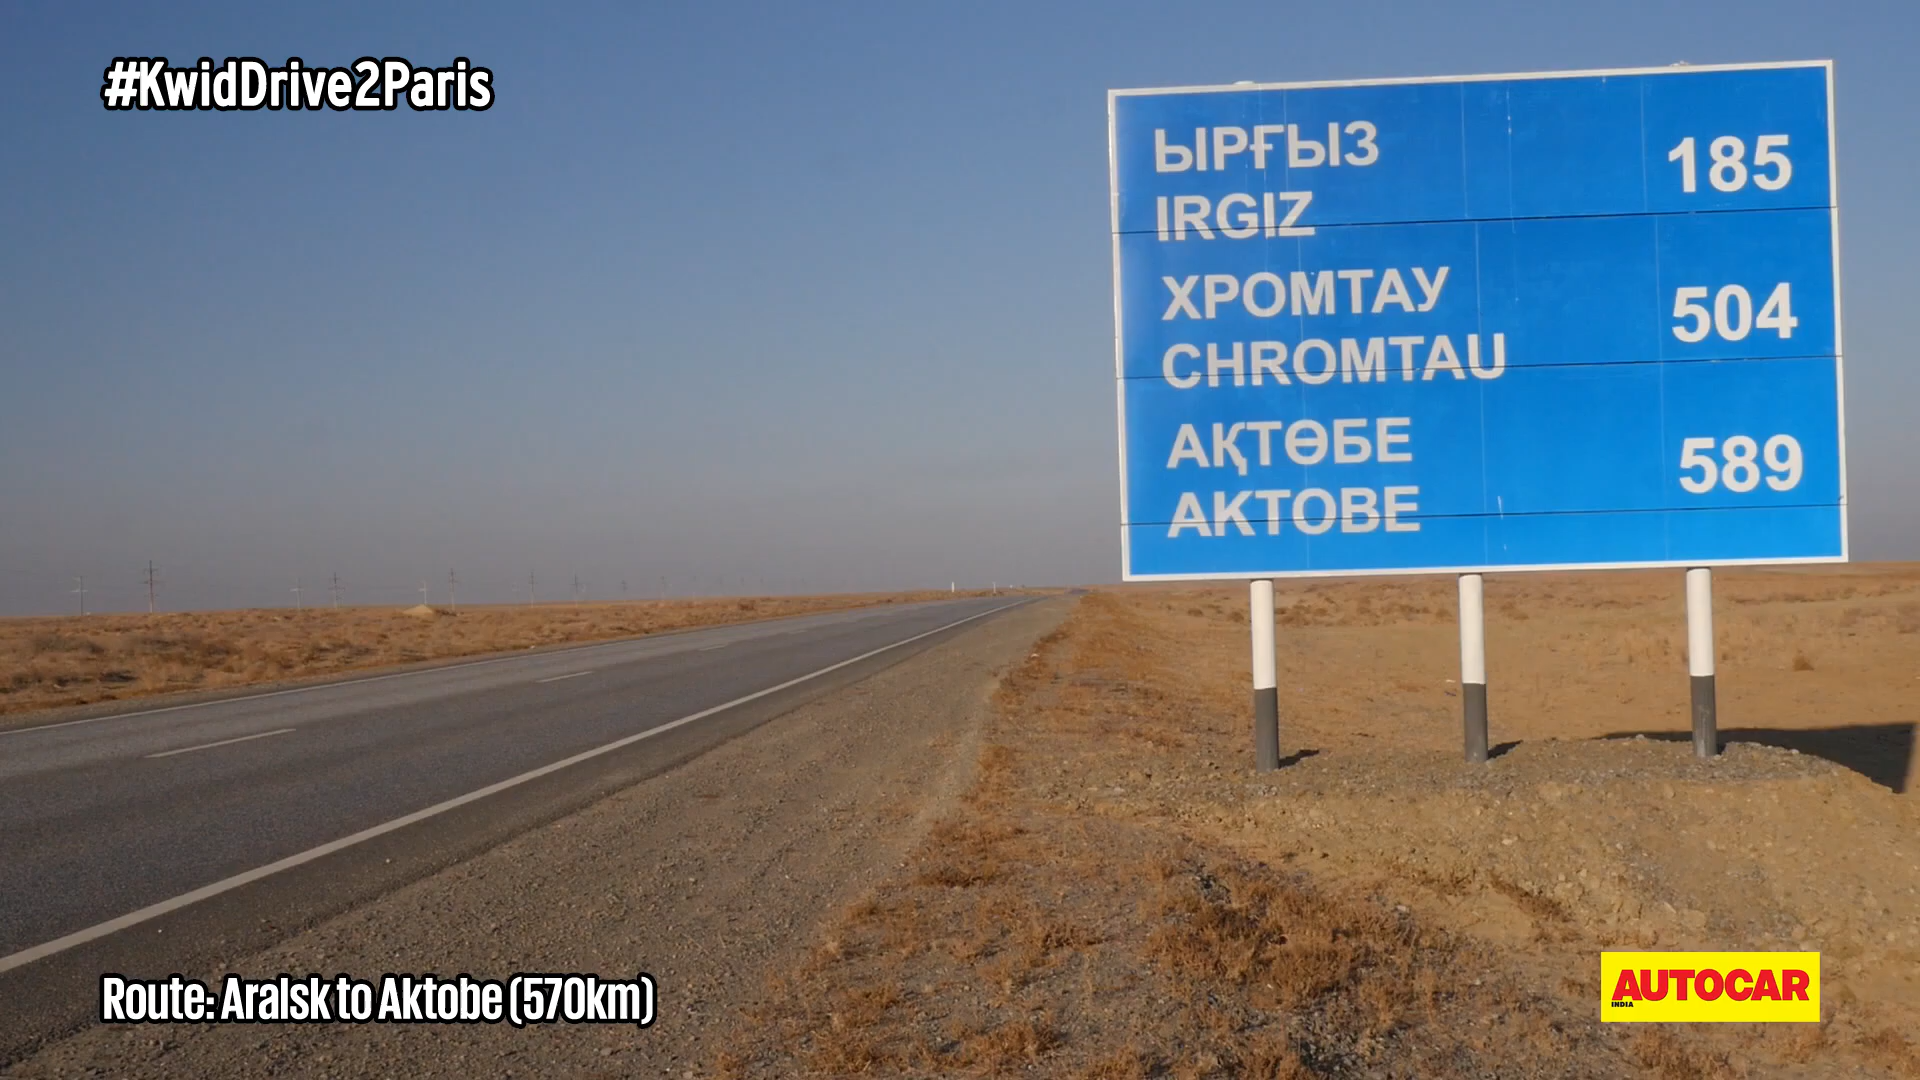 #KwidDrive2Paris
ЫРҒЫЗ 185
IRGIZ
ХРОМТАУ 504
CHROMTAU
АҚТӨБЕ 589
AKTOBE
Route: Aralsk to Aktobe (570km)
AUTOCAR
INDIA